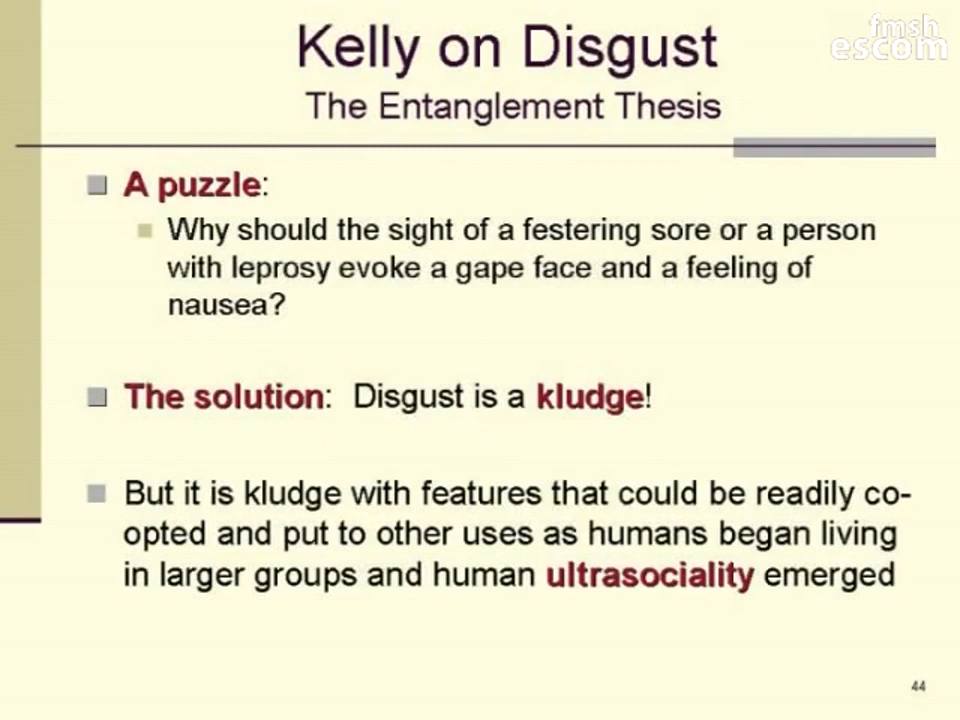 fmsh
escom
Kelly on Disgust
The Entanglement Thesis
A puzzle:
Why should the sight of a festering sore or a person
with leprosy evoke a gape face and a feeling of
nausea?
The solution: Disgust is a kludge!
But it is kludge with features that could be readily co-
opted and put to other uses as humans began living
in larger groups and human ultrasociality emerged
44